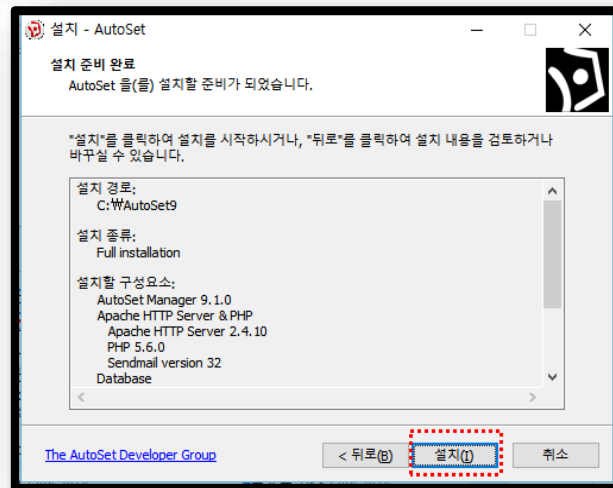 설치 - AutoSet
설치 준비 완료
AutoSet 을(를) 설치할 준비가 되었습니다.
"설치"를 클릭하여 설치를 시작하시거나, "뒤로"를 클릭하여 설치 내용을 검토하거나
바꾸실 수 있습니다.
설치 경로:
C:₩AutoSet9
설치 종류:
Full installation
설치할 구성요소:
AutoSet Manager 9.1.0
Apache HTTP Server & PHP
Apache HTTP Server 2.4.10
PHP 5.6.0
Sendmail version 32
Database
The AutoSet Developer Group
< 뒤로(B)
설치(I)
취소